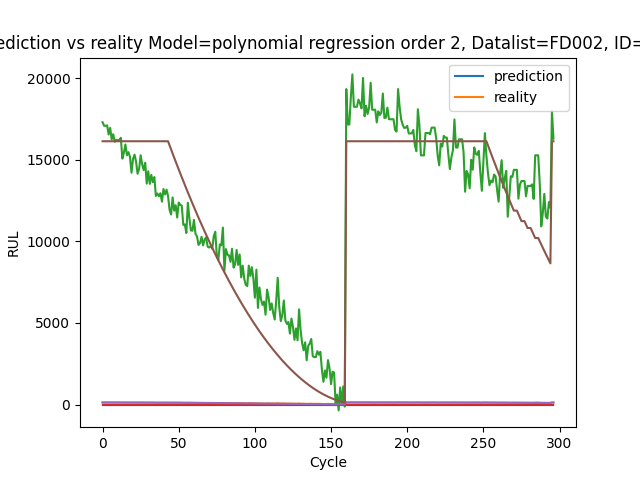 ediction vs reality Model=polynomial regression order 2, Datalist=FD002, ID=
prediction
reality
20000
15000
10000
5000
0
RUL
0 50 100 150 200 250 300
Cycle